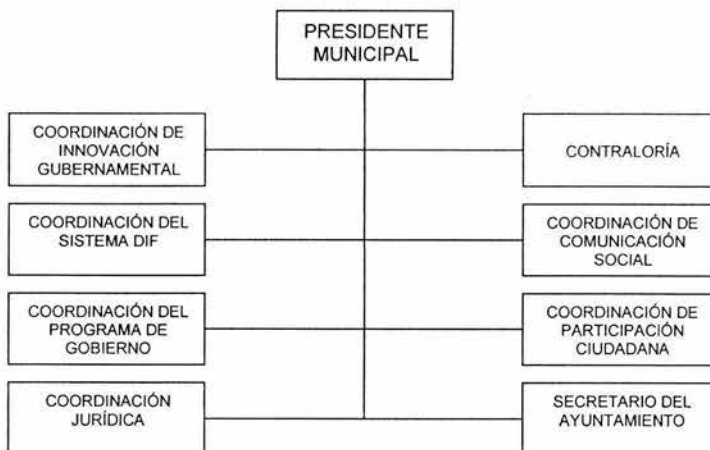 PRESIDENTE
MUNICIPAL
COORDINACIÓN DE
INNOVACIÓN
GUBERNAMENTAL
CONTRALORÍA
COORDINACIÓN DEL
SISTEMA DIF
COORDINACIÓN DE
COMUNICACIÓN
SOCIAL
COORDINACIÓN DEL
PROGRAMA DE
GOBIERNO
COORDINACIÓN DE
PARTICIPACIÓN
CIUDADANA
COORDINACIÓN
JURÍDICA
SECRETARIO DEL
AYUNTAMIENTO